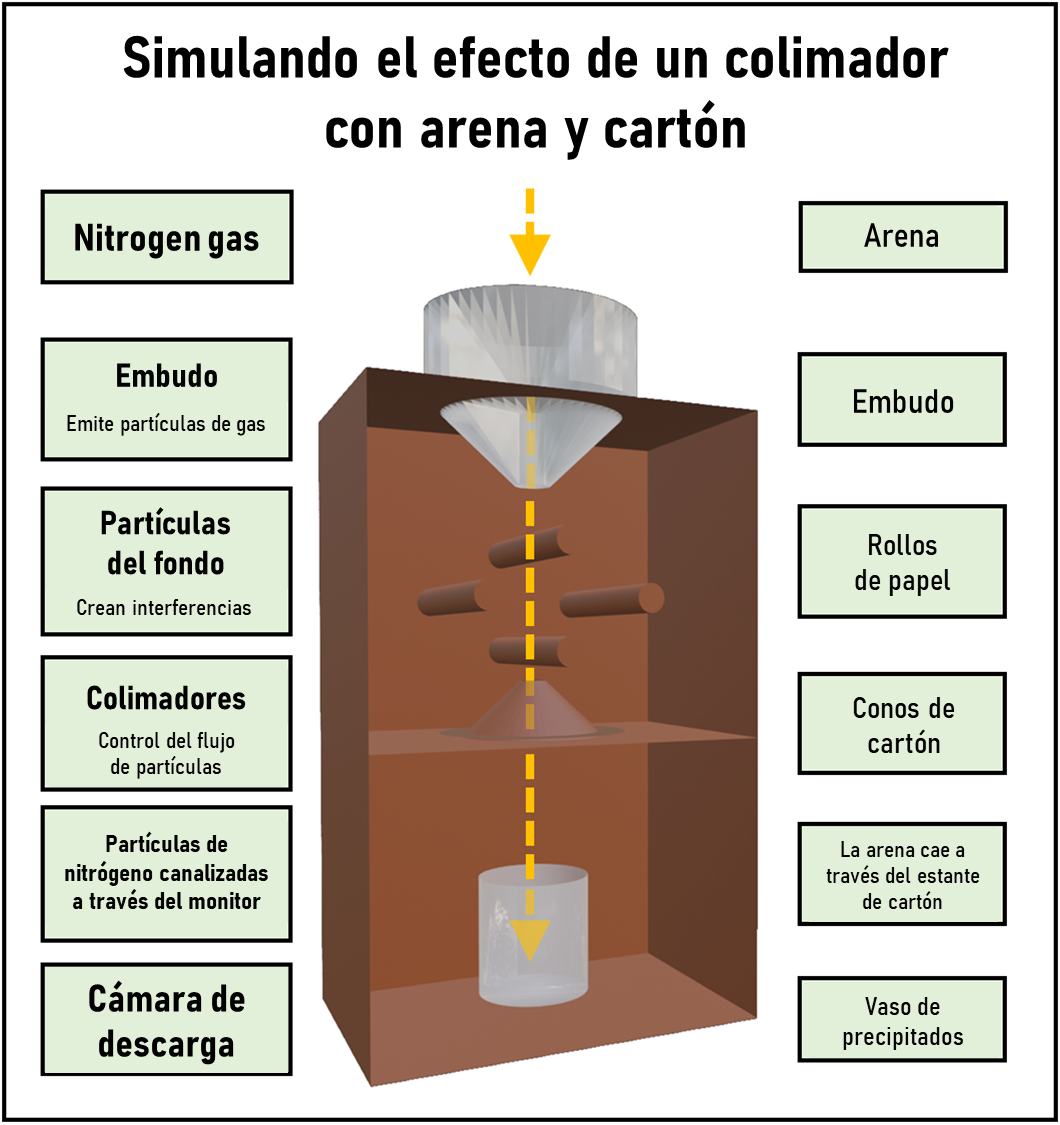 Simulando el efecto de un colimador
con arena y cartón
Nitrogen gas
Embudo
Emite partículas de gas
Partículas
del fondo
Crean interferencias
Colimadores
Control del flujo
de partículas
Partículas de
nitrógeno canalizadas
a través del monitor
Cámara de
descarga
Arena
Embudo
Rollos
de papel
Conos de
cartón
La arena cae a
través del estante
de cartón
Vaso de
precipitados